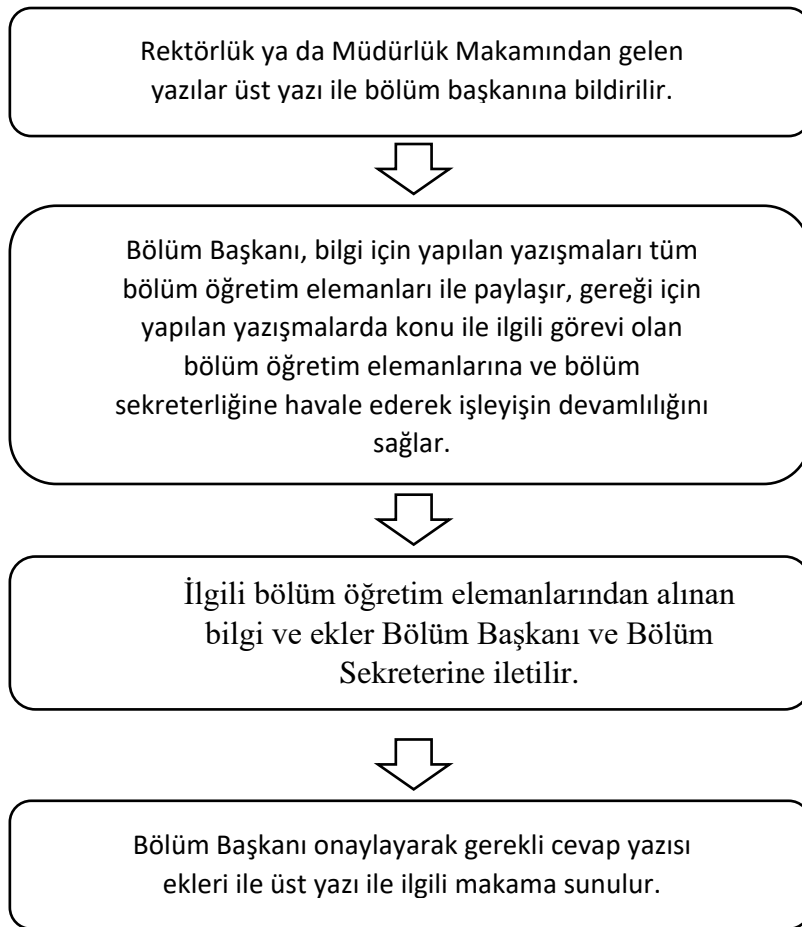 Rektörlük ya da Müdürlük Makamından gelen
yazılar üst yazı ile bölüm başkanına bildirilir.
Bölüm Başkanı, bilgi için yapılan yazışmaları tüm
bölüm öğretim elemanları ile paylaşır, gereği için
yapılan yazışmalarda konu ile ilgili görevi olan
bölüm öğretim elemanlarına ve bölüm
sekreterliğine havale ederek işleyişin devamlılığını
sağlar.
İlgili bölüm öğretim elemanlarından alınan
bilgi ve ekler Bölüm Başkanı ve Bölüm
Sekreterine iletilir.
Bölüm Başkanı onaylayarak gerekli cevap yazısı
ekleri ile üst yazı ile ilgili makama sunulur.